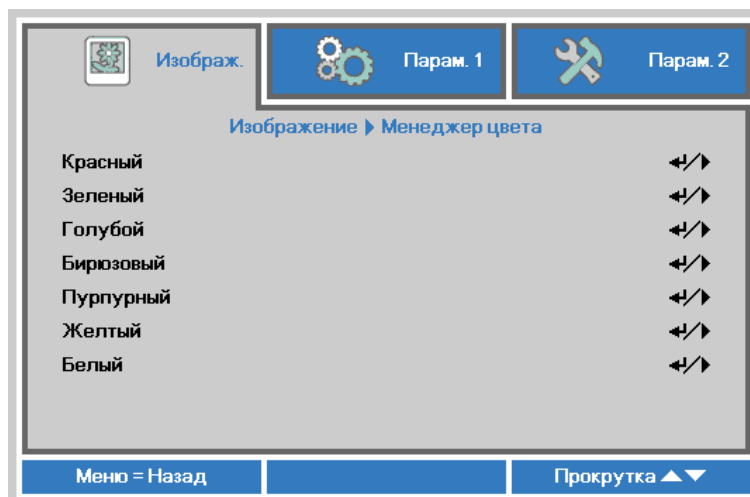 Изображ.
Парам. 1
Парам. 2
Изображение ▶ Менеджер цвета
Красный ↵/▶
Зеленый ↵/▶
Голубой ↵/▶
Бирюзовый ↵/▶
Пурпурный ↵/▶
Желтый ↵/▶
Белый ↵/▶
Меню = Назад
Прокрутка ▲▼